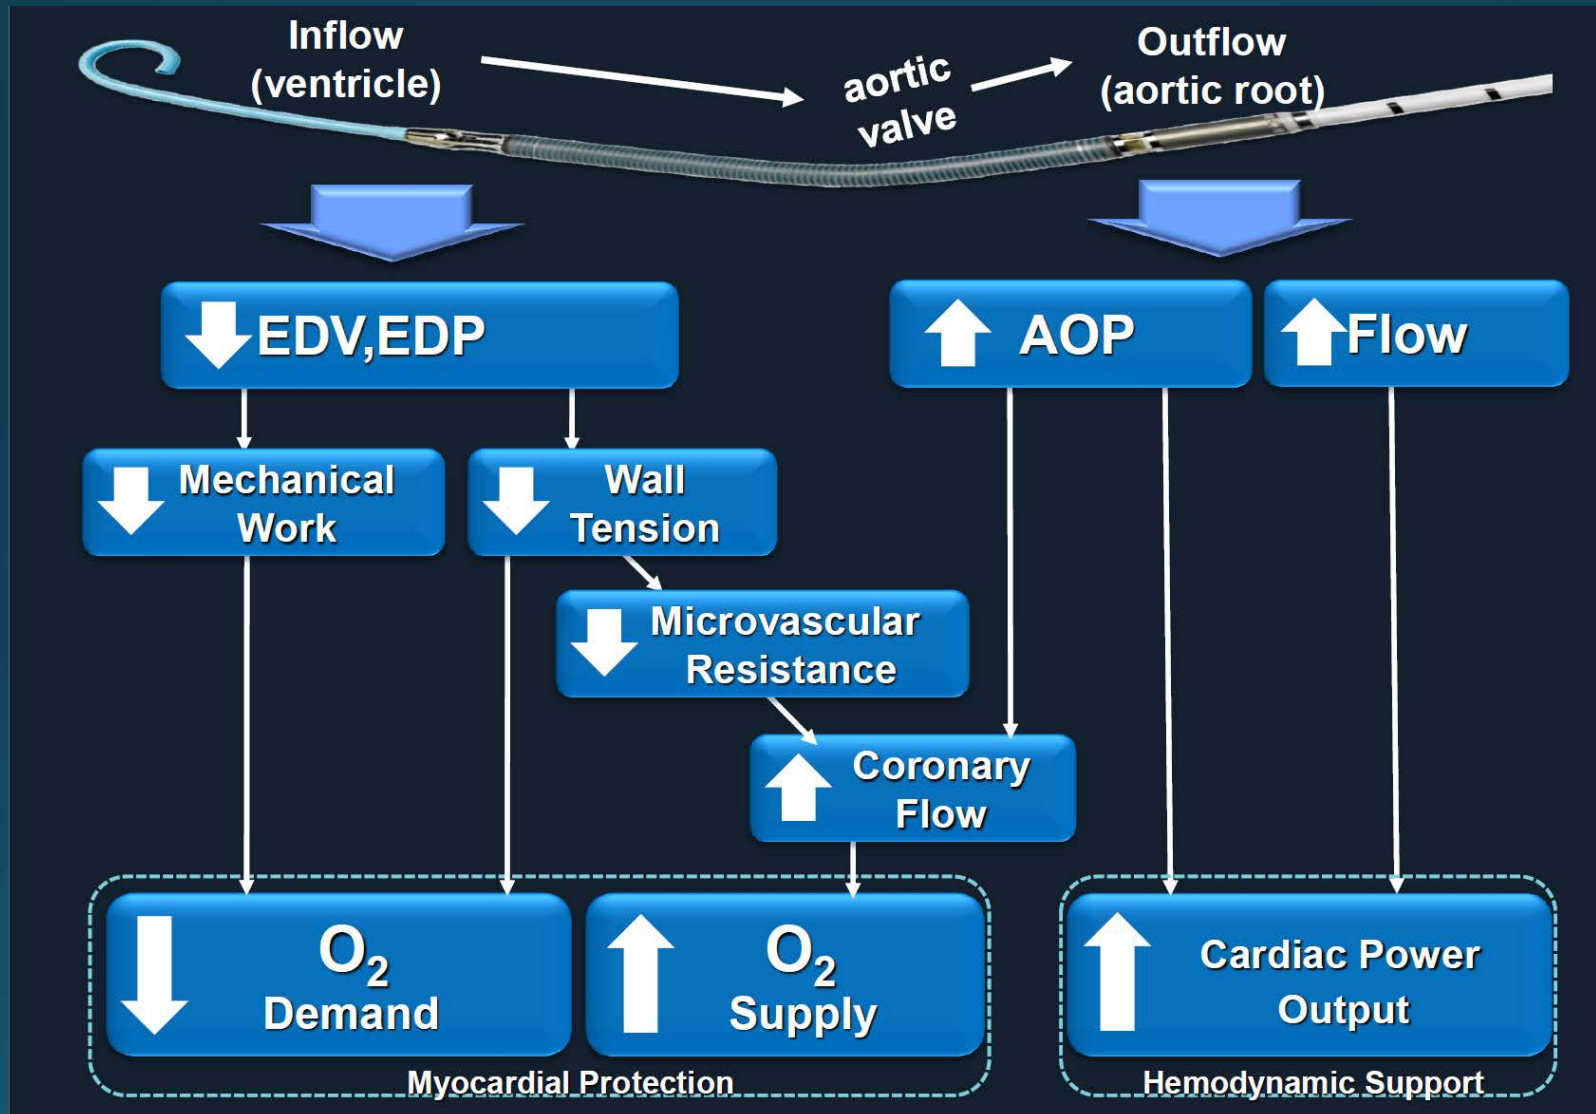 Inflow
(ventricle)
aortic
valve
Outflow
(aortic root)
EDV,EDP
AOP
Flow
Mechanical
Work
Wall
Tension
Microvascular
Resistance
Coronary
Flow
O₂
Demand
O₂
Supply
Cardiac Power
Output
Myocardial Protection
Hemodynamic Support